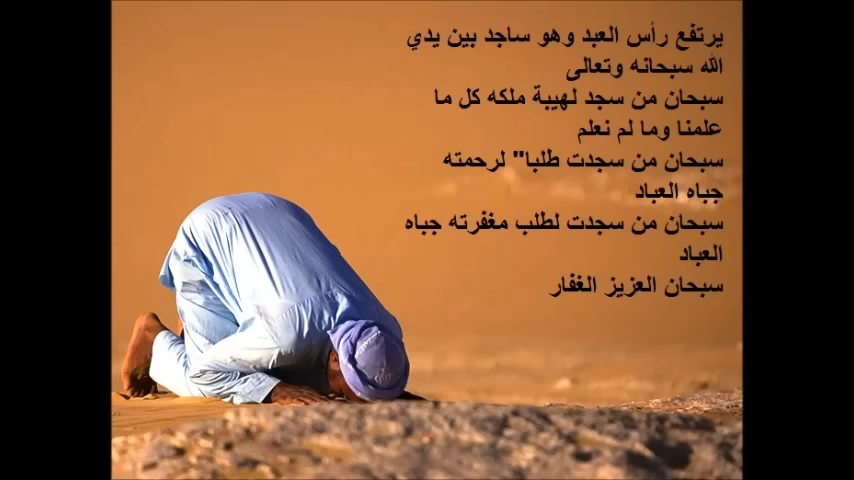 يرتفع رأس العبد وهو ساجد بين يدي
الله سبحانه وتعالى
سبحان من سجد لهيبة ملكه كل ما
علمنا وما لم نعلم
سبحان من سجدت طلبا" لرحمته
جباه العباد
سبحان من سجدت لطلب مغفرته جباه
العباد
سبحان العزيز الغفار